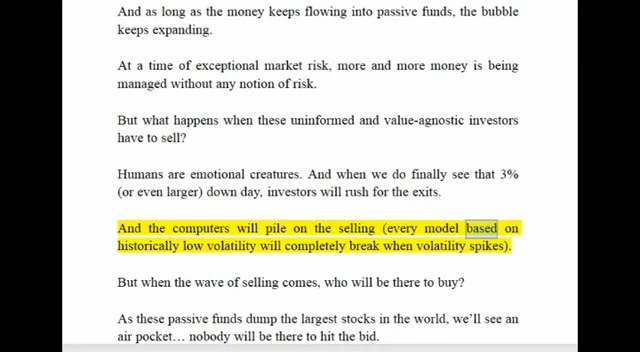 And as long as the money keeps flowing into passive funds, the bubble
keeps expanding.
At a time of exceptional market risk, more and more money is being
managed without any notion of risk.
But what happens when these uninformed and value-agnostic investors
have to sell?
Humans are emotional creatures. And when we do finally see that 3%
(or even larger) down day, investors will rush for the exits.
And the computers will pile on the selling (every model based on
historically low volatility will completely break when volatility spikes).
But when the wave of selling comes, who will be there to buy?
As these passive funds dump the largest stocks in the world, we’ll see an
air pocket… nobody will be there to hit the bid.